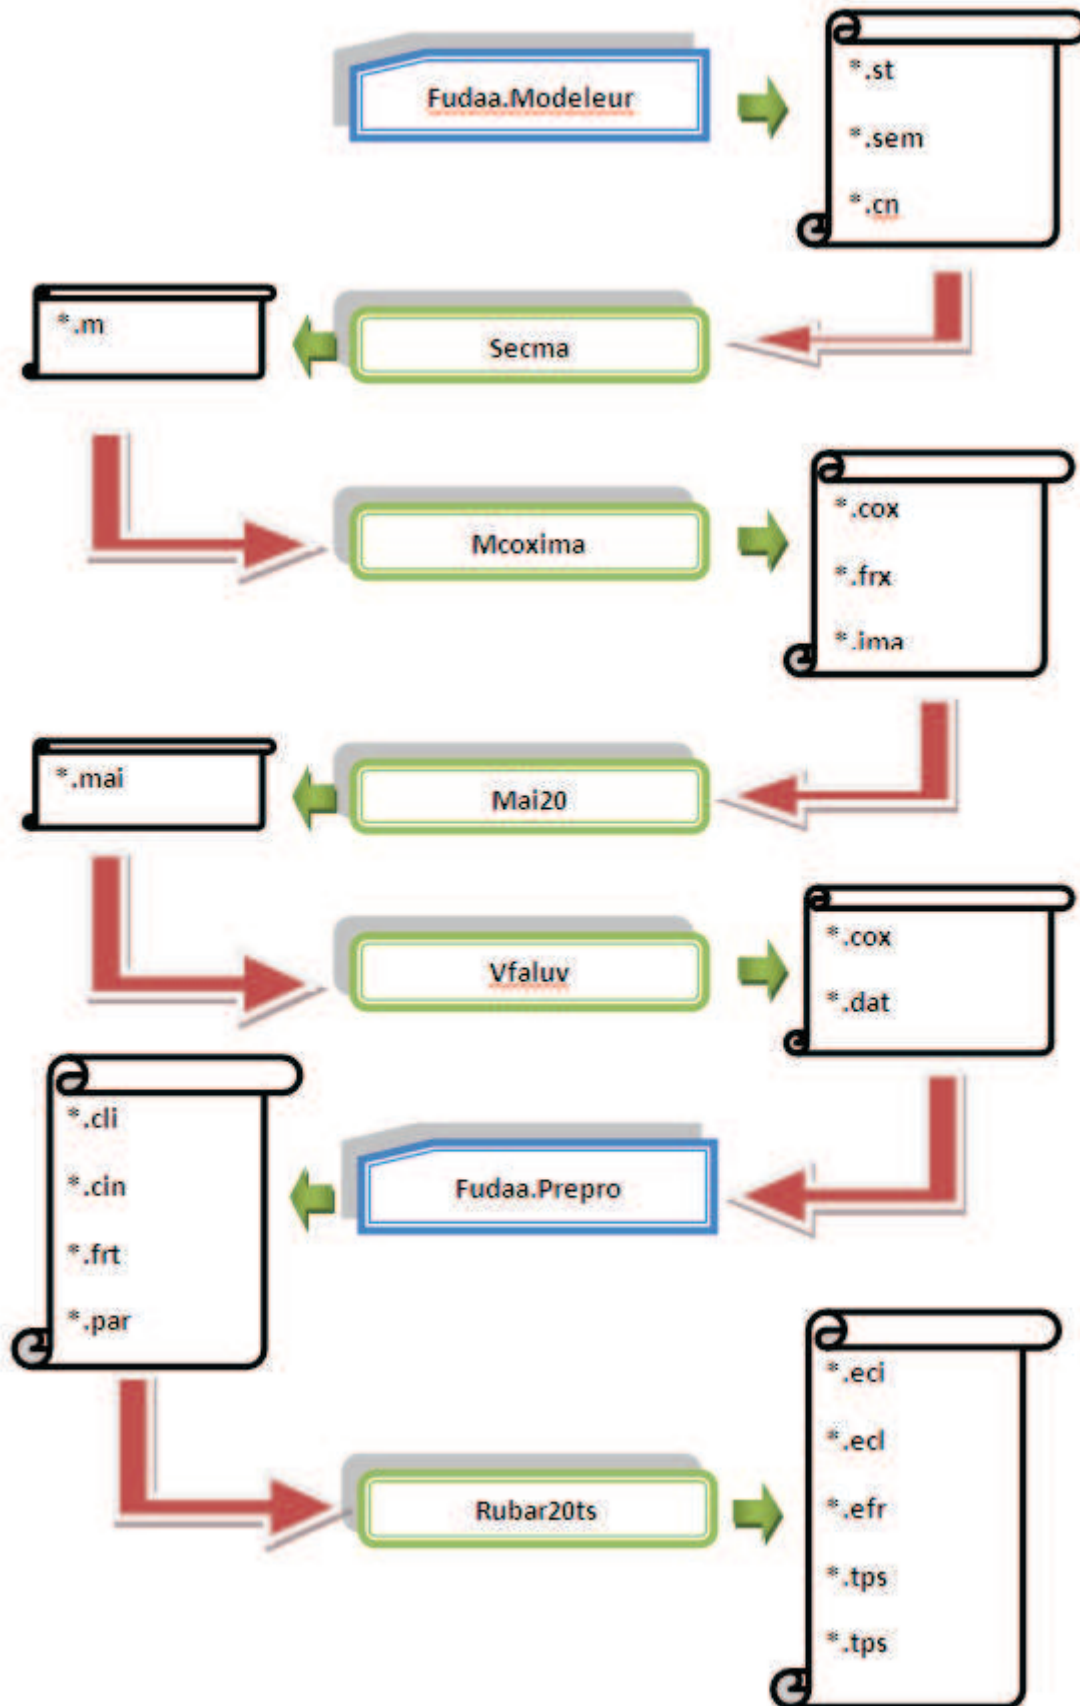 Fudaa.Modeleur
*.st
*.sem
*.cn
Secma
*.m
Mcoxima
*.cox
*.frx
*.ima
Mai20
*.mai
Vfaluv
*.cox
*.dat
Fudaa.Prepro
*.cli
*.cin
*.frt
*.par
Rubar20ts
*.eci
*.ecl
*.efr
*.tps
*.tps